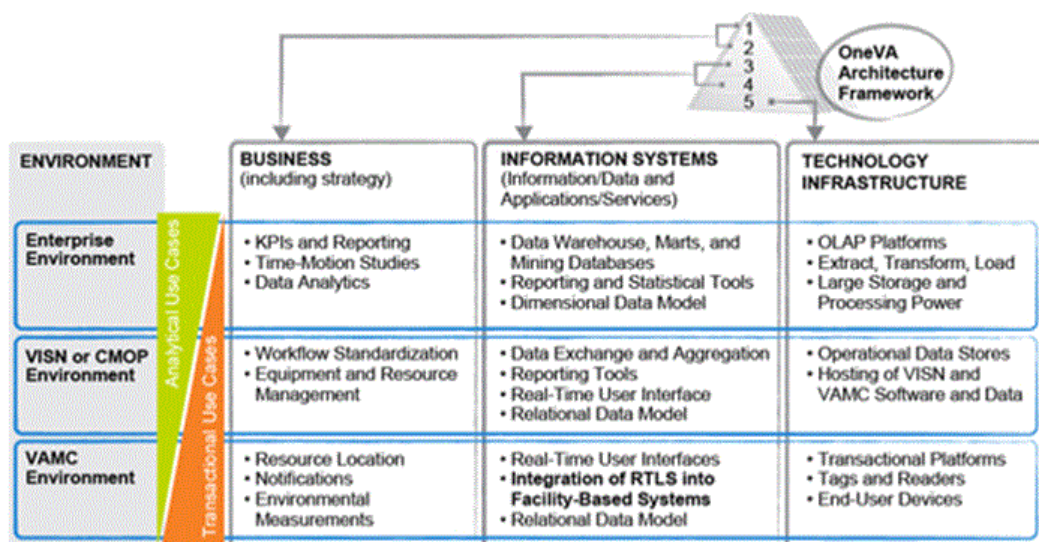 1
2
3
4
5
OneVA
Architecture
Framework
ENVIRONMENT
BUSINESS
(including strategy)
INFORMATION SYSTEMS
(Information/Data and
Applications/Services)
TECHNOLOGY
INFRASTRUCTURE
Analytical Use Cases
Transactional Use Cases
Enterprise
Environment
• KPIs and Reporting
• Time-Motion Studies
• Data Analytics
• Data Warehouse, Marts, and
Mining Databases
• Reporting and Statistical Tools
• Dimensional Data Model
• OLAP Platforms
• Extract, Transform, Load
• Large Storage and
Processing Power
VISN or CMOP
Environment
• Workflow Standardization
• Equipment and Resource
Management
• Data Exchange and Aggregation
• Reporting Tools
• Real-Time User Interface
• Relational Data Model
• Operational Data Stores
• Hosting of VISN and
VAMC Software and Data
VAMC
Environment
• Resource Location
• Notifications
• Environmental
Measurements
• Real-Time User Interfaces
• Integration of RTLS into
Facility-Based Systems
• Relational Data Model
• Transactional Platforms
• Tags and Readers
• End-User Devices